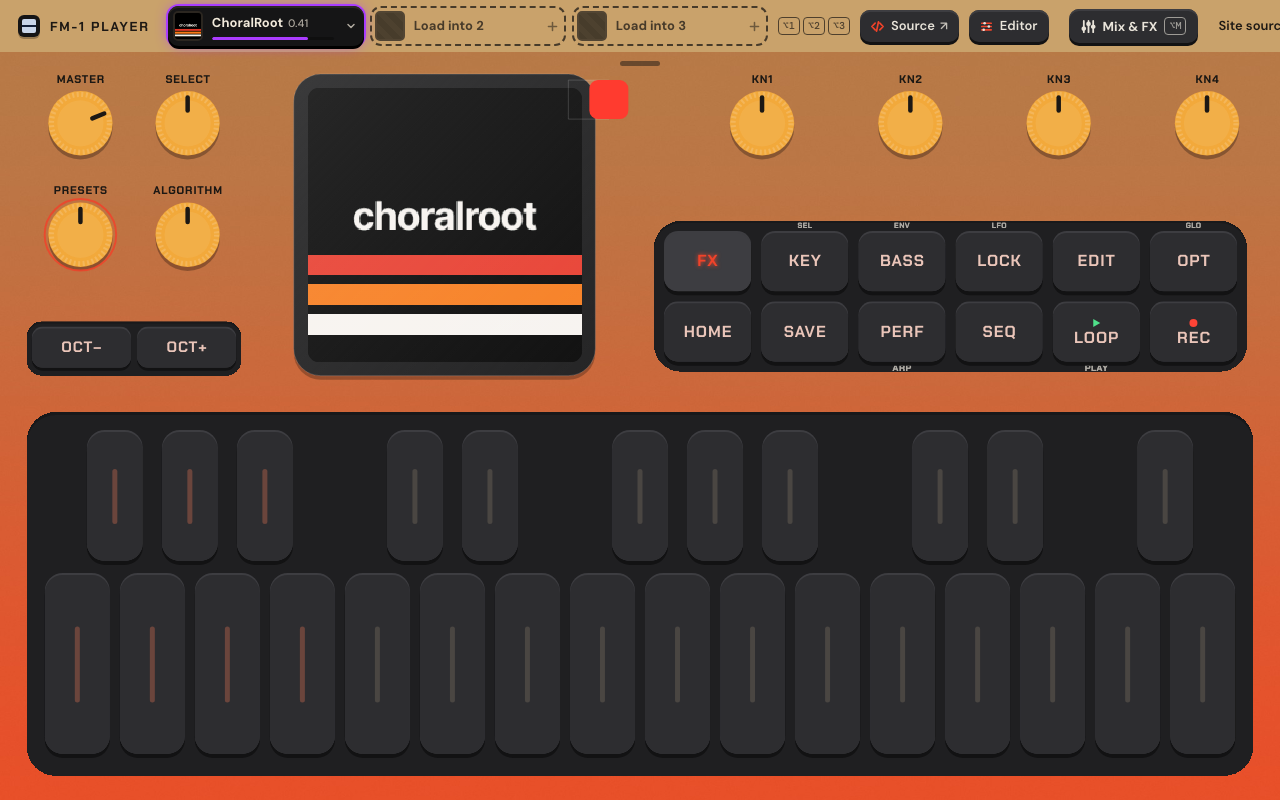 FM-1 PLAYER
choralroot
ChoralRoot 0.41
Load into 2 +
Load into 3 +
⌥1 ⌥2 ⌥3
Source
Editor
Mix & FX ⌥M
Site sourc
MASTER
SELECT
PRESETS
ALGORITHM
OCT–
OCT+
choralroot
KN1
KN2
KN3
KN4
SEL
ENV
LFO
GLO
FX
KEY
BASS
LOCK
EDIT
OPT
HOME
SAVE
PERF
SEQ
LOOP
REC
ARP
PLAY